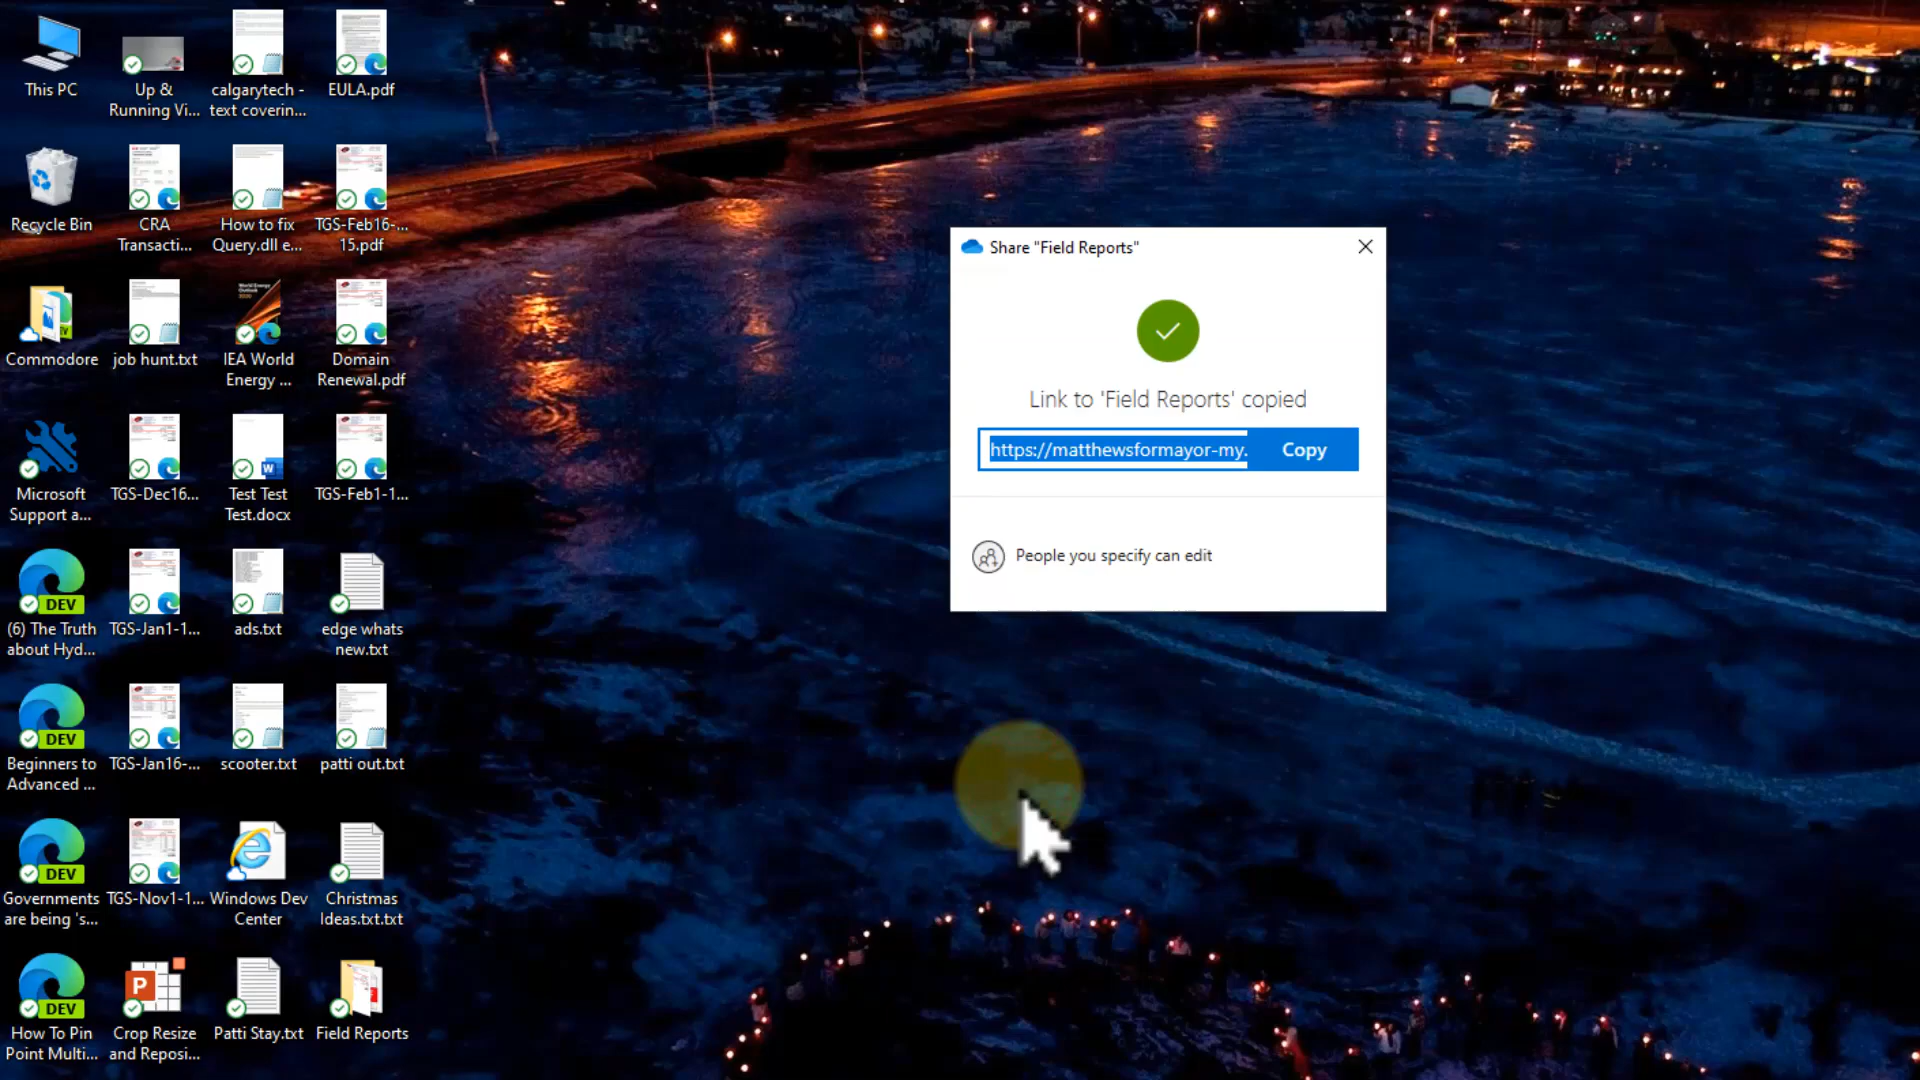 This PC
Up &
Running Vi...
calgarytech -
text coverin...
EULA.pdf
Recycle Bin
CRA
Transacti...
How to fix
Query.dll e...
TGS-Feb16-...
15.pdf
Commodore
job hunt.txt
IEA World
Energy ...
Domain
Renewal.pdf
Microsoft
Support a...
TGS-Dec16...
Test Test
Test.docx
TGS-Feb1-1...
DEV
(6) The Truth
about Hyd...
TGS-Jan1-1...
ads.txt
edge whats
new.txt
DEV
Beginners to
Advanced ...
TGS-Jan16-...
scooter.txt
patti out.txt
DEV
Governments
are being 's...
TGS-Nov1-1...
Windows Dev
Center
Christmas
Ideas.txt.txt
DEV
How To Pin
Point Multi...
Crop Resize
and Reposi...
Patti Stay.txt
Field Reports
Share "Field Reports"
Link to 'Field Reports' copied
https://matthewsformayor-my.
Copy
People you specify can edit